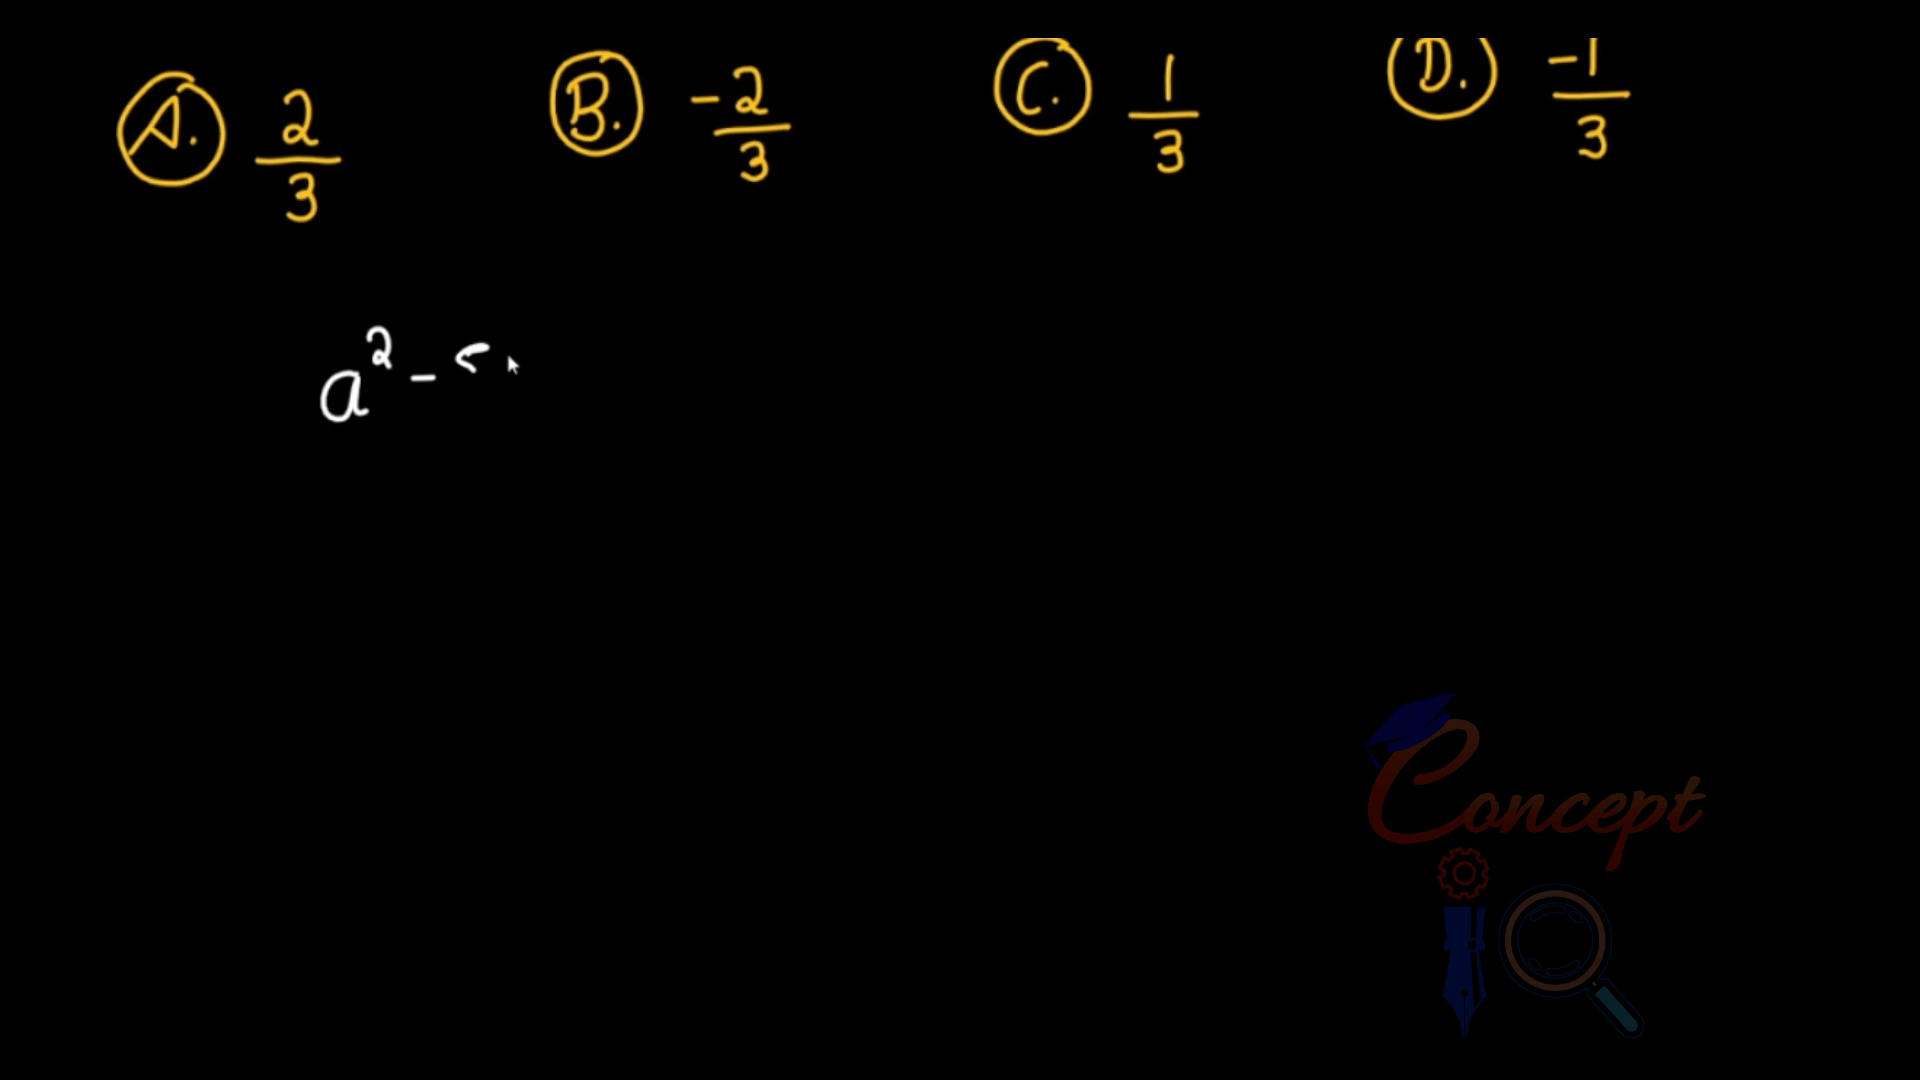 A. 2/3 B. -2/3 C. 1/3 D. -1/3
a² -
Concept